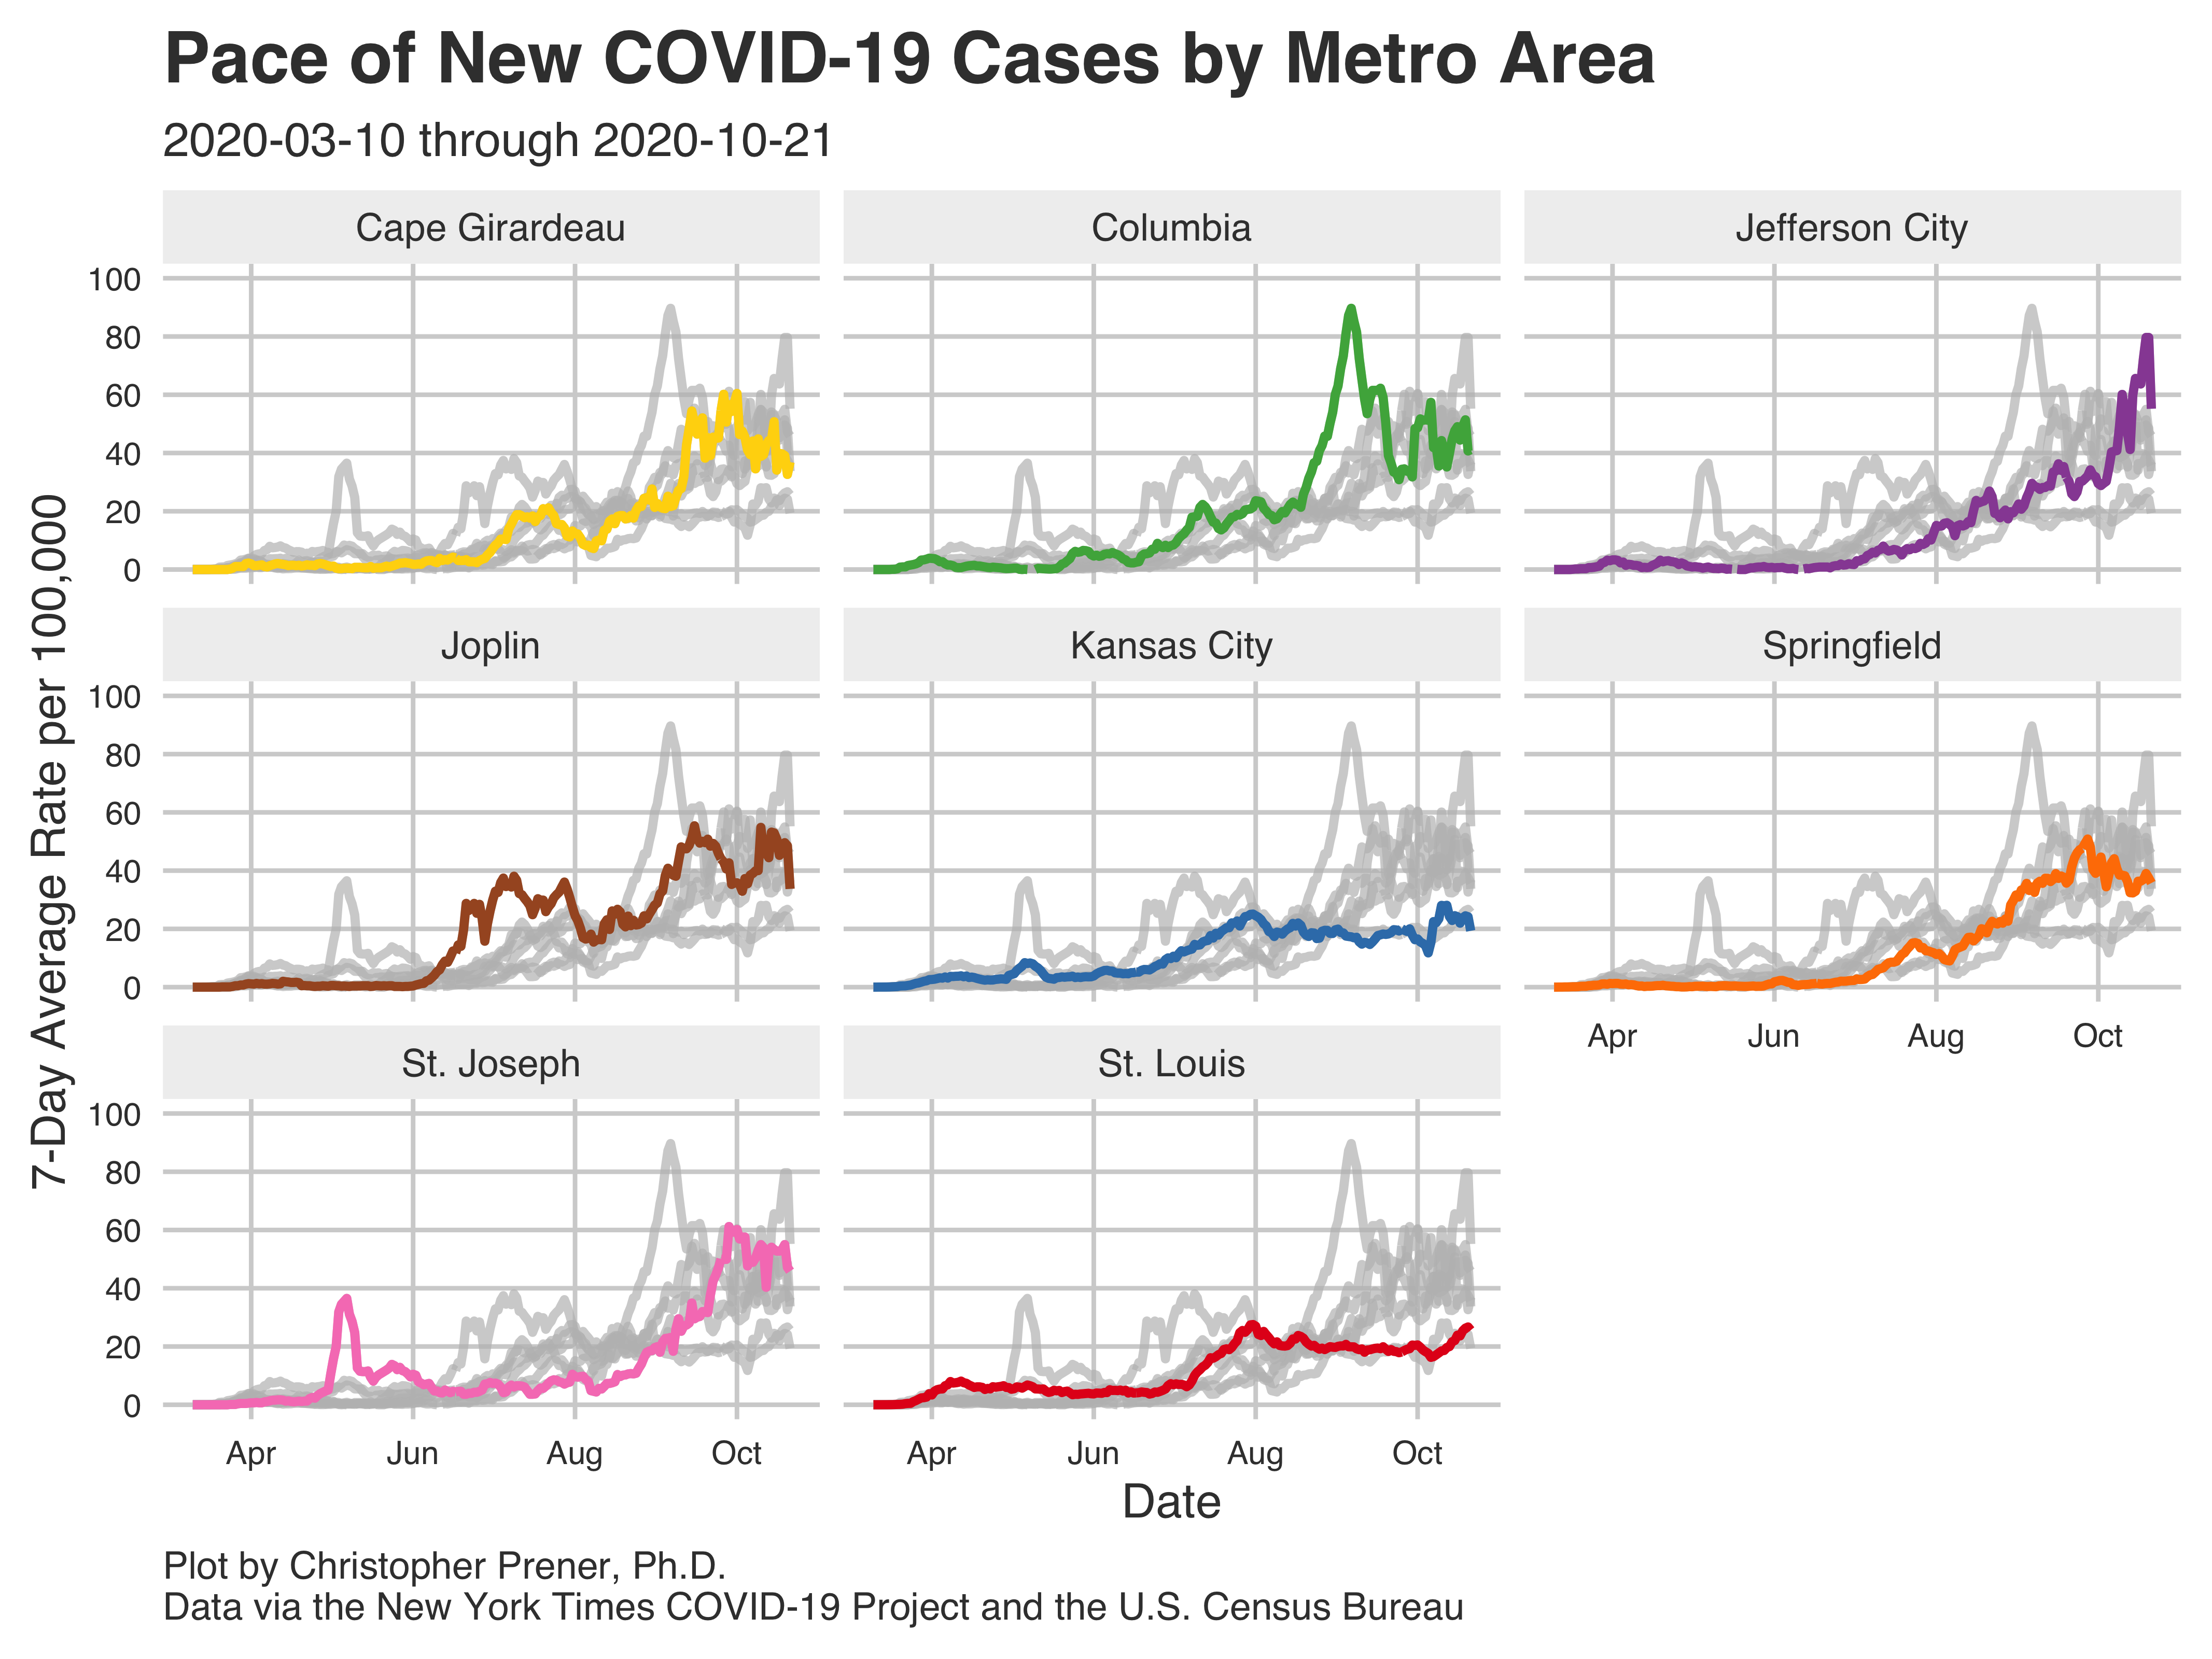 Pace of New COVID-19 Cases by Metro Area
2020-03-10 through 2020-10-21
7-Day Average Rate per 100,000
Cape Girardeau
Columbia
Jefferson City
100
80
60
40
20
0
Joplin
Kansas City
Springfield
100
80
60
40
20
0
Apr Jun Aug Oct
St. Joseph
St. Louis
100
80
60
40
20
0
Apr Jun Aug Oct
Apr Jun Aug Oct
Date
Plot by Christopher Prener, Ph.D.
Data via the New York Times COVID-19 Project and the U.S. Census Bureau